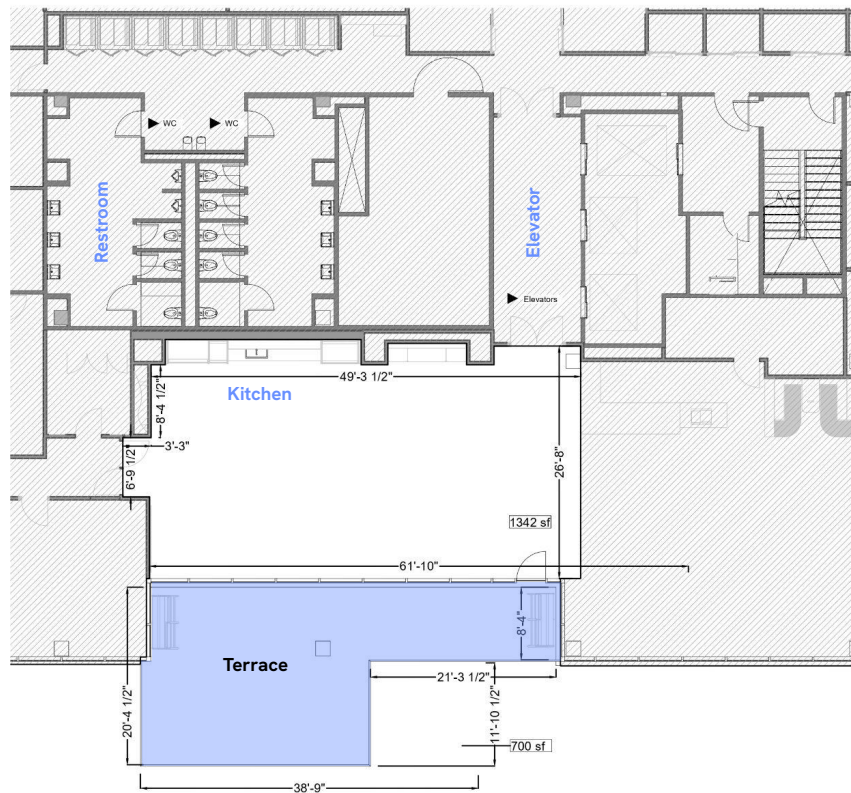 WC
WC
Restroom
Elevator
Elevators
49'-3 1/2"
Kitchen
8'-4 1/2"
3'-3"
6'-9 1/2"
26'-8"
1342 sf
61'-10"
8'-4"
Terrace
20'-4 1/2"
21'-3 1/2"
11'-10 1/2"
700 sf
38'-9"